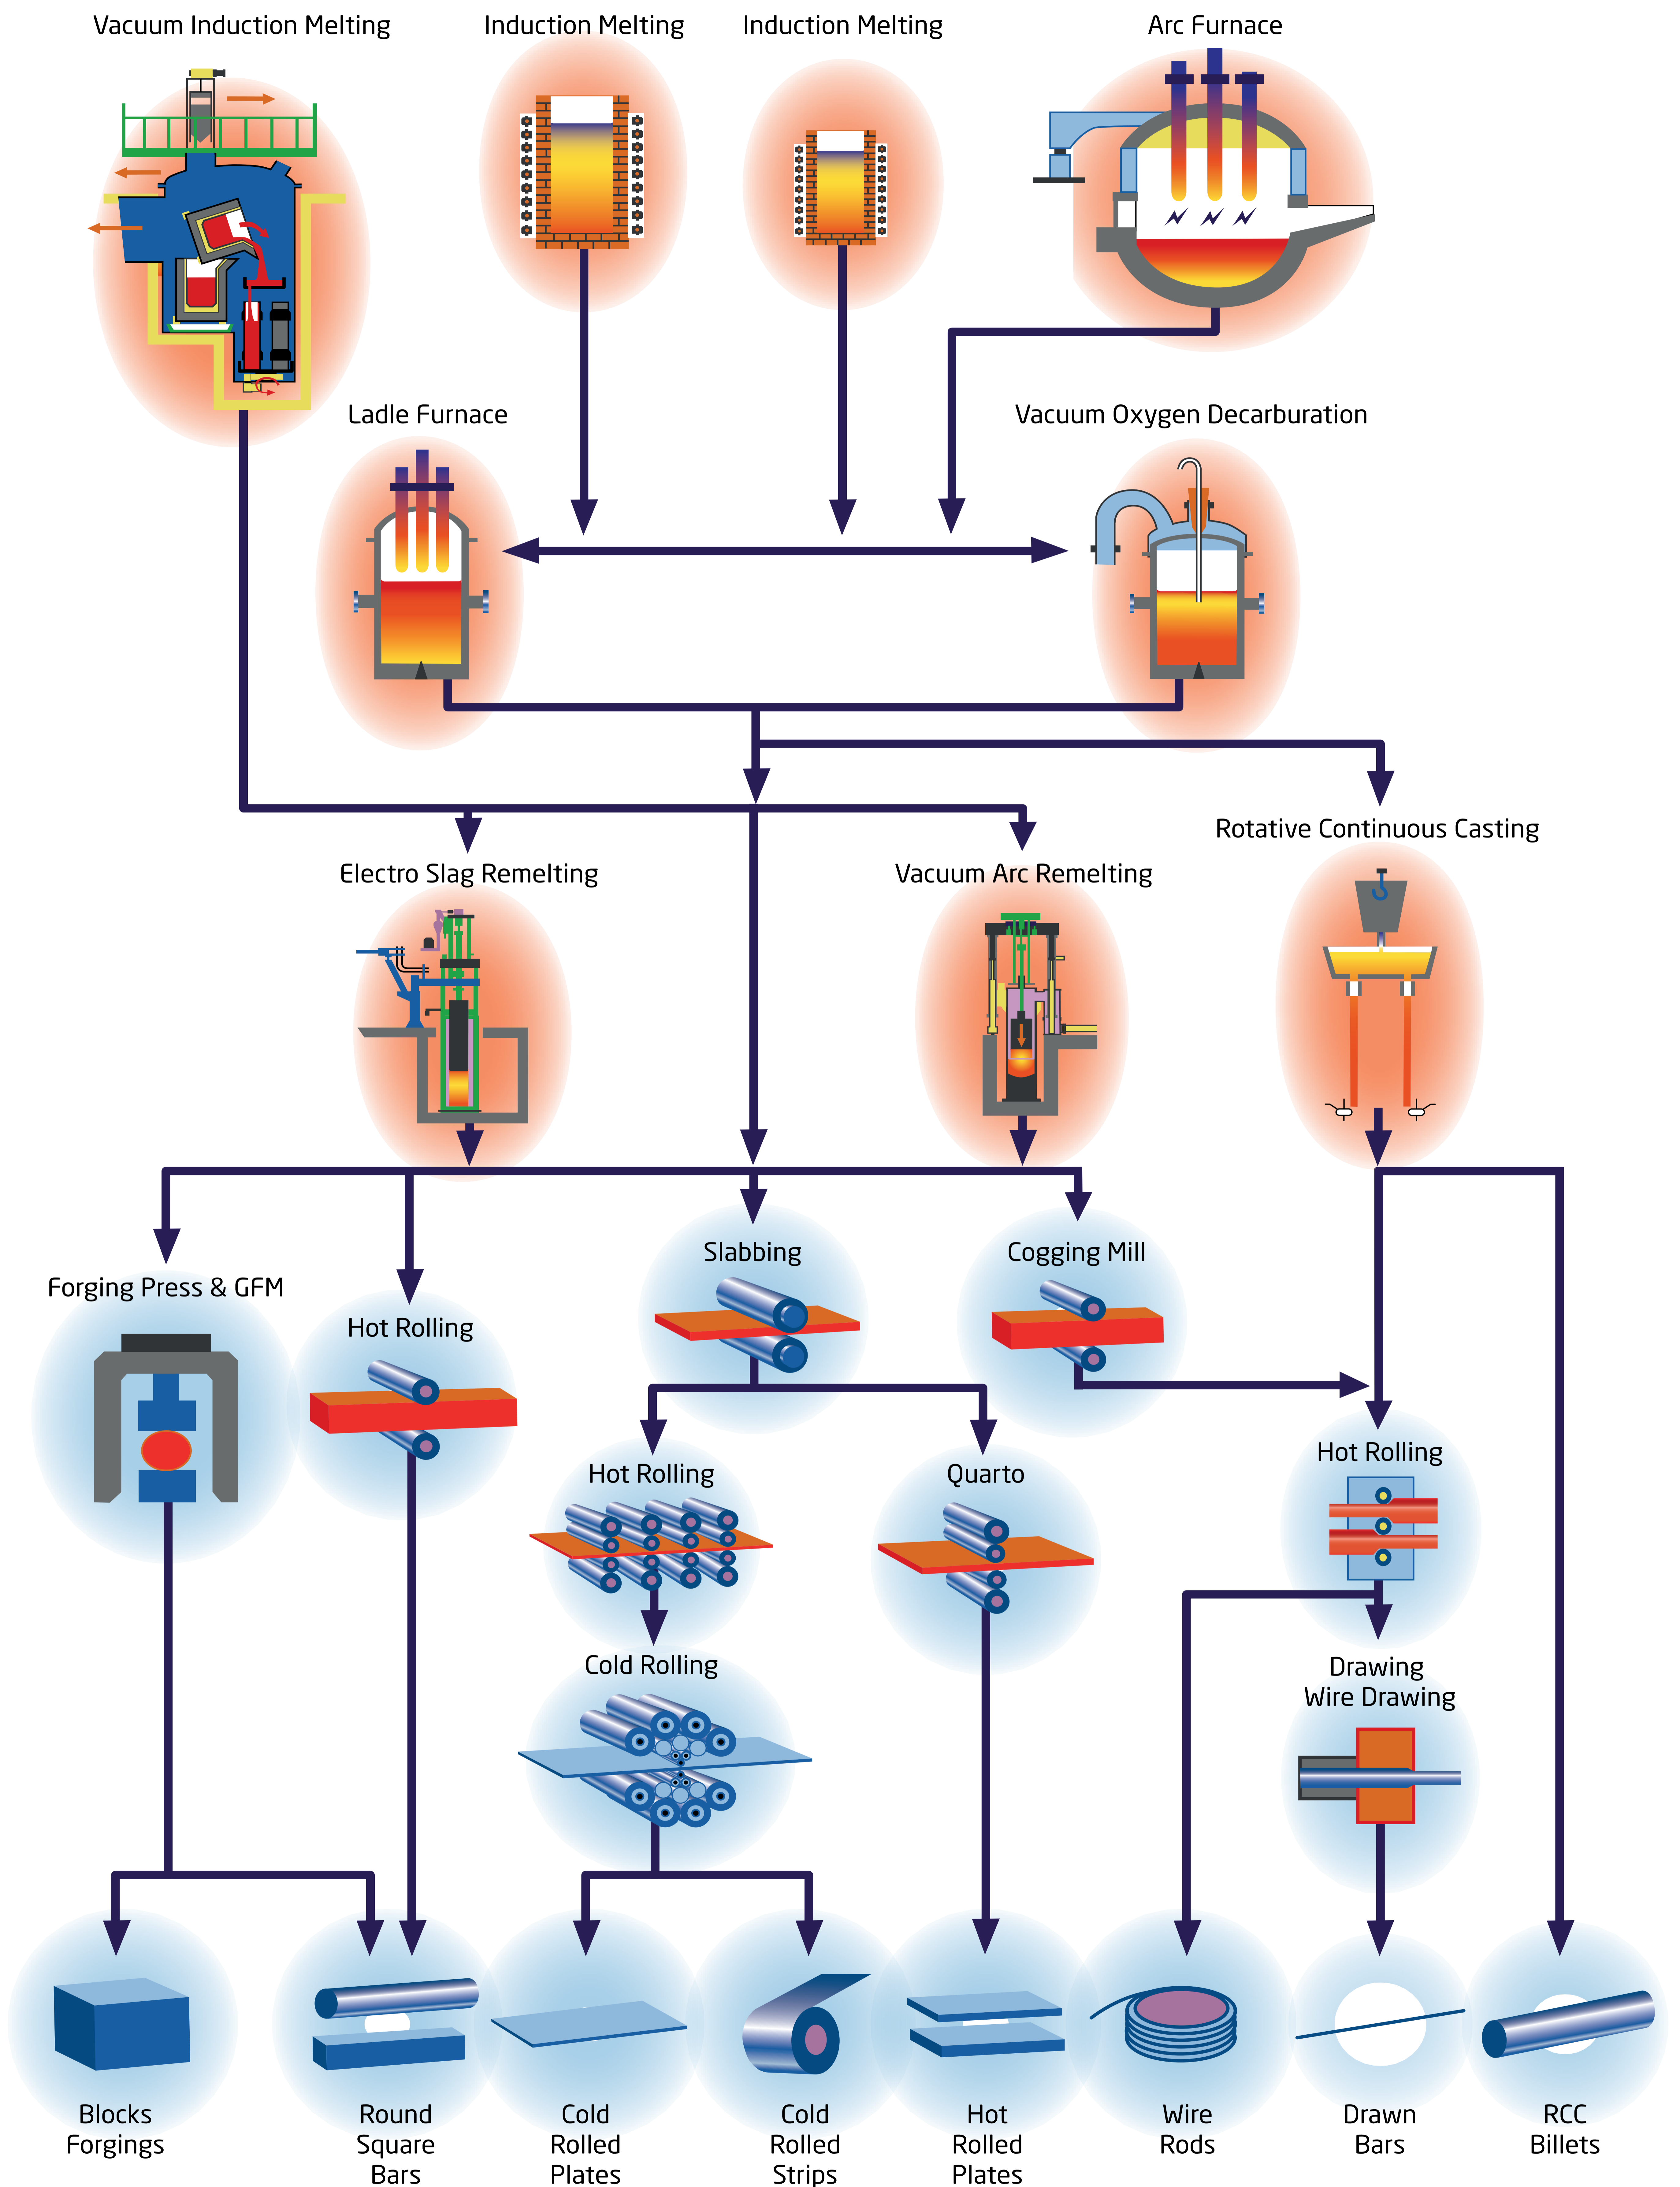 Vacuum Induction Melting
Induction Melting
Induction Melting
Arc Furnace
Ladle Furnace
Vacuum Oxygen Decarburation
Rotative Continuous Casting
Electro Slag Remelting
Vacuum Arc Remelting
Slabbing
Cogging Mill
Forging Press & GFM
Hot Rolling
Hot Rolling
Hot Rolling
Quarto
Cold Rolling
Drawing
Wire Drawing
Blocks
Forgings
Round
Square
Bars
Cold
Rolled
Plates
Cold
Rolled
Strips
Hot
Rolled
Plates
Wire
Rods
Drawn
Bars
RCC
Billets